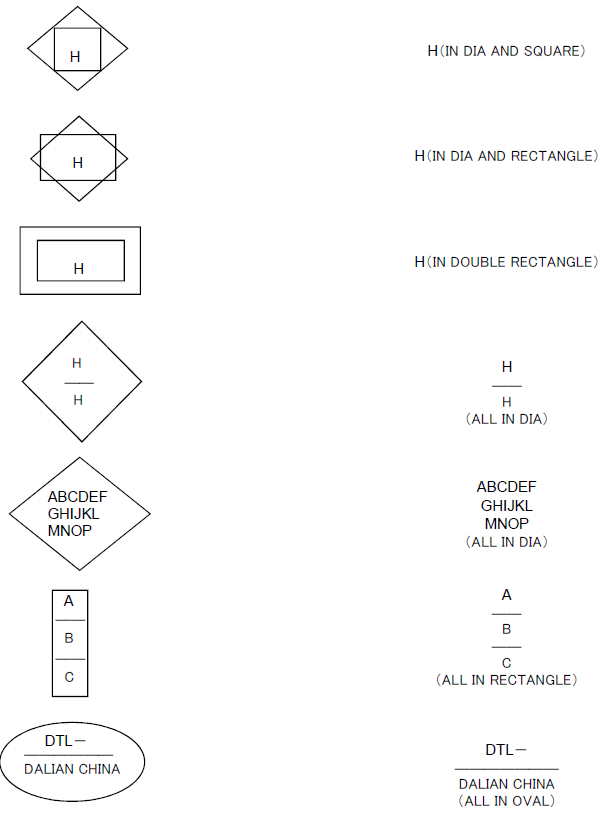 H
H(IN DIA AND SQUARE)
H
H(IN DIA AND RECTANGLE)
H
H(IN DOUBLE RECTANGLE)
H
H
H
H
(ALL IN DIA)
ABCDEF
GHIJKL
MNOP
ABCDEF
GHIJKL
MNOP
(ALL IN DIA)
A
B
C
A
B
C
(ALL IN RECTANGLE)
DTL-
DALIAN CHINA
DTL-
DALIAN CHINA
(ALL IN OVAL)